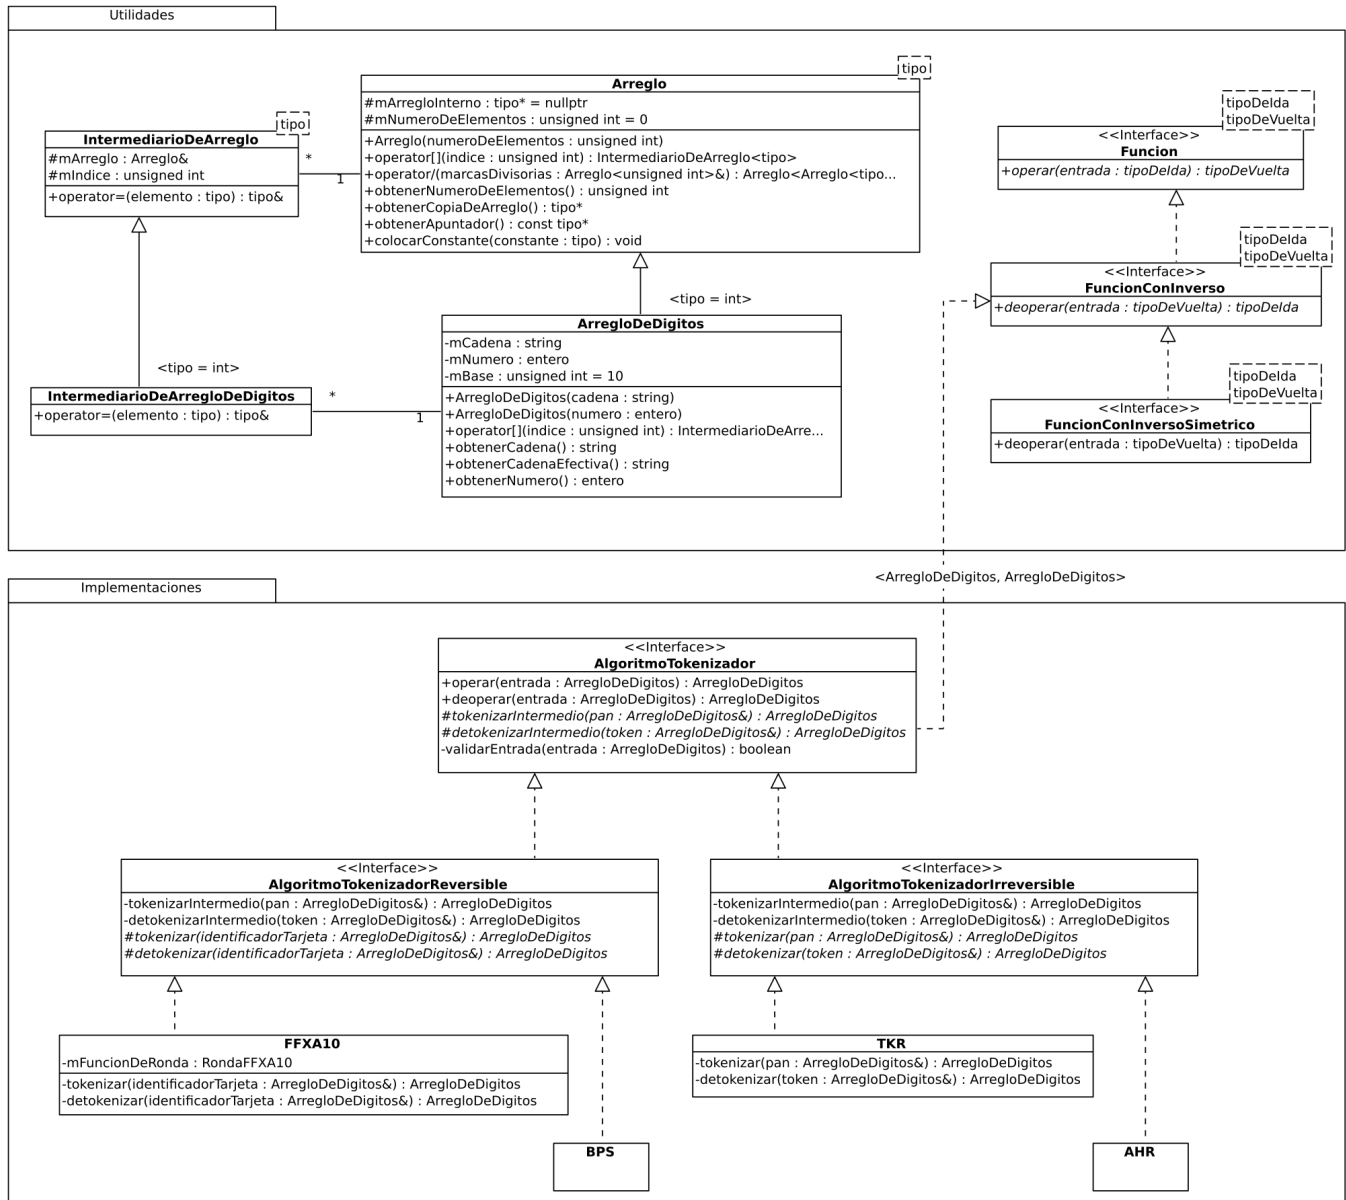 Utilidades
tipo
Arreglo
#mArregloInterno : tipo* = nullptr
#mNumeroDeElementos : unsigned int = 0
+Arreglo(numeroDeElementos : unsigned int)
+operator[](indice : unsigned int) : IntermediarioDeArreglo<tipo>
+operator/(marcasDivisorias : Arreglo<unsigned int>&) : Arreglo<Arreglo<tipo...
+obtenerNumeroDeElementos() : unsigned int
+obtenerCopiaDeArreglo() : tipo*
+obtenerApuntador() : const tipo*
+colocarConstante(constante : tipo) : void
tipo
IntermediarioDeArreglo
#mArreglo : Arreglo&
#mIndice : unsigned int
+operator=(elemento : tipo) : tipo&
*
1
tipoDeIda
tipoDeVuelta
<<Interface>>
Funcion
+operar(entrada : tipoDeIda) : tipoDeVuelta
tipoDeIda
tipoDeVuelta
<<Interface>>
FuncionConInverso
+deoperar(entrada : tipoDeVuelta) : tipoDeIda
tipoDeIda
tipoDeVuelta
<<Interface>>
FuncionConInversoSimetrico
+deoperar(entrada : tipoDeVuelta) : tipoDeIda
<tipo = int>
ArregloDeDigitos
-mCadena : string
-mNumero : entero
-mBase : unsigned int = 10
+ArregloDeDigitos(cadena : string)
+ArregloDeDigitos(numero : entero)
+operator[](indice : unsigned int) : IntermediarioDeArre...
+obtenerCadena() : string
+obtenerCadenaEfectiva() : string
+obtenerNumero() : entero
<tipo = int>
IntermediarioDeArregloDeDigitos
+operator=(elemento : tipo) : tipo&
*
1
<ArregloDeDigitos, ArregloDeDigitos>
Implementaciones
<<Interface>>
AlgoritmoTokenizador
+operar(entrada : ArregloDeDigitos) : ArregloDeDigitos
+deoperar(entrada : ArregloDeDigitos) : ArregloDeDigitos
#tokenizarIntermedio(pan : ArregloDeDigitos&) : ArregloDeDigitos
#detokenizarIntermedio(token : ArregloDeDigitos&) : ArregloDeDigitos
-validarEntrada(entrada : ArregloDeDigitos) : boolean
<<Interface>>
AlgoritmoTokenizadorReversible
-tokenizarIntermedio(pan : ArregloDeDigitos&) : ArregloDeDigitos
-detokenizarIntermedio(token : ArregloDeDigitos&) : ArregloDeDigitos
#tokenizar(identificadorTarjeta : ArregloDeDigitos&) : ArregloDeDigitos
#detokenizar(identificadorTarjeta : ArregloDeDigitos&) : ArregloDeDigitos
<<Interface>>
AlgoritmoTokenizadorIrreversible
-tokenizarIntermedio(pan : ArregloDeDigitos&) : ArregloDeDigitos
-detokenizarIntermedio(token : ArregloDeDigitos&) : ArregloDeDigitos
#tokenizar(pan : ArregloDeDigitos&) : ArregloDeDigitos
#detokenizar(token : ArregloDeDigitos&) : ArregloDeDigitos
FFXA10
-mFuncionDeRonda : RondaFFXA10
-tokenizar(identificadorTarjeta : ArregloDeDigitos&) : ArregloDeDigitos
-detokenizar(identificadorTarjeta : ArregloDeDigitos&) : ArregloDeDigitos
TKR
-tokenizar(pan : ArregloDeDigitos&) : ArregloDeDigitos
-detokenizar(token : ArregloDeDigitos&) : ArregloDeDigitos
BPS
AHR